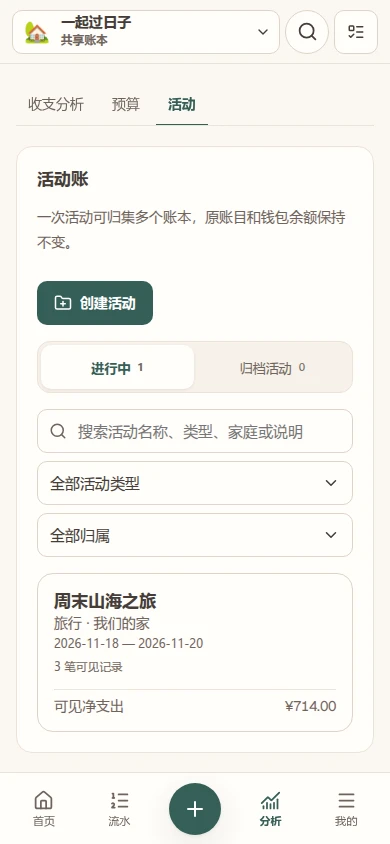 一起过日子
共享账本
收支分析 预算 活动
活动账
一次活动可归集多个账本，原账目和钱包余额保持
不变。
创建活动
进行中 1 归档活动 0
搜索活动名称、类型、家庭或说明
全部活动类型
全部归属
周末山海之旅
旅行 · 我们的家
2026-11-18 — 2026-11-20
3 笔可见记录
可见净支出 ¥714.00
首页 流水 分析 我的